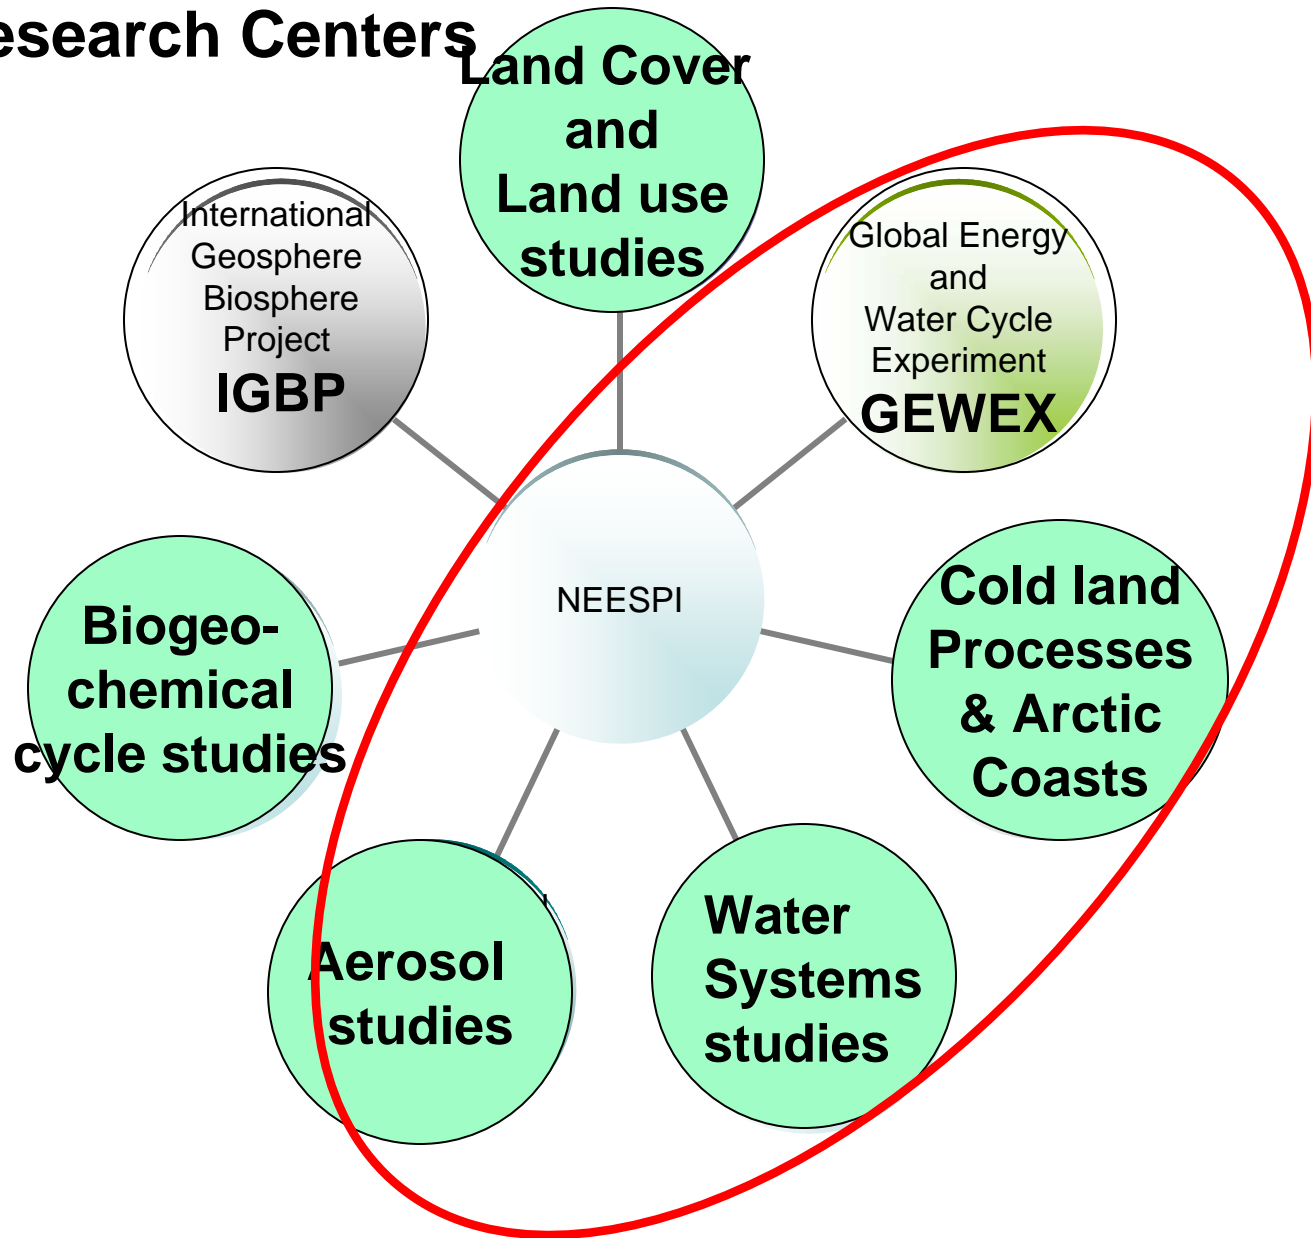 esearch Centers
Land Cover
and
Land use
studies
International
Geosphere
Biosphere
Project
IGBP
Global Energy
and
Water Cycle
Experiment
GEWEX
NEESPI
Cold land
Processes
& Arctic
Coasts
Biogeo-
chemical
cycle studies
Aerosol
studies
Water
Systems
studies